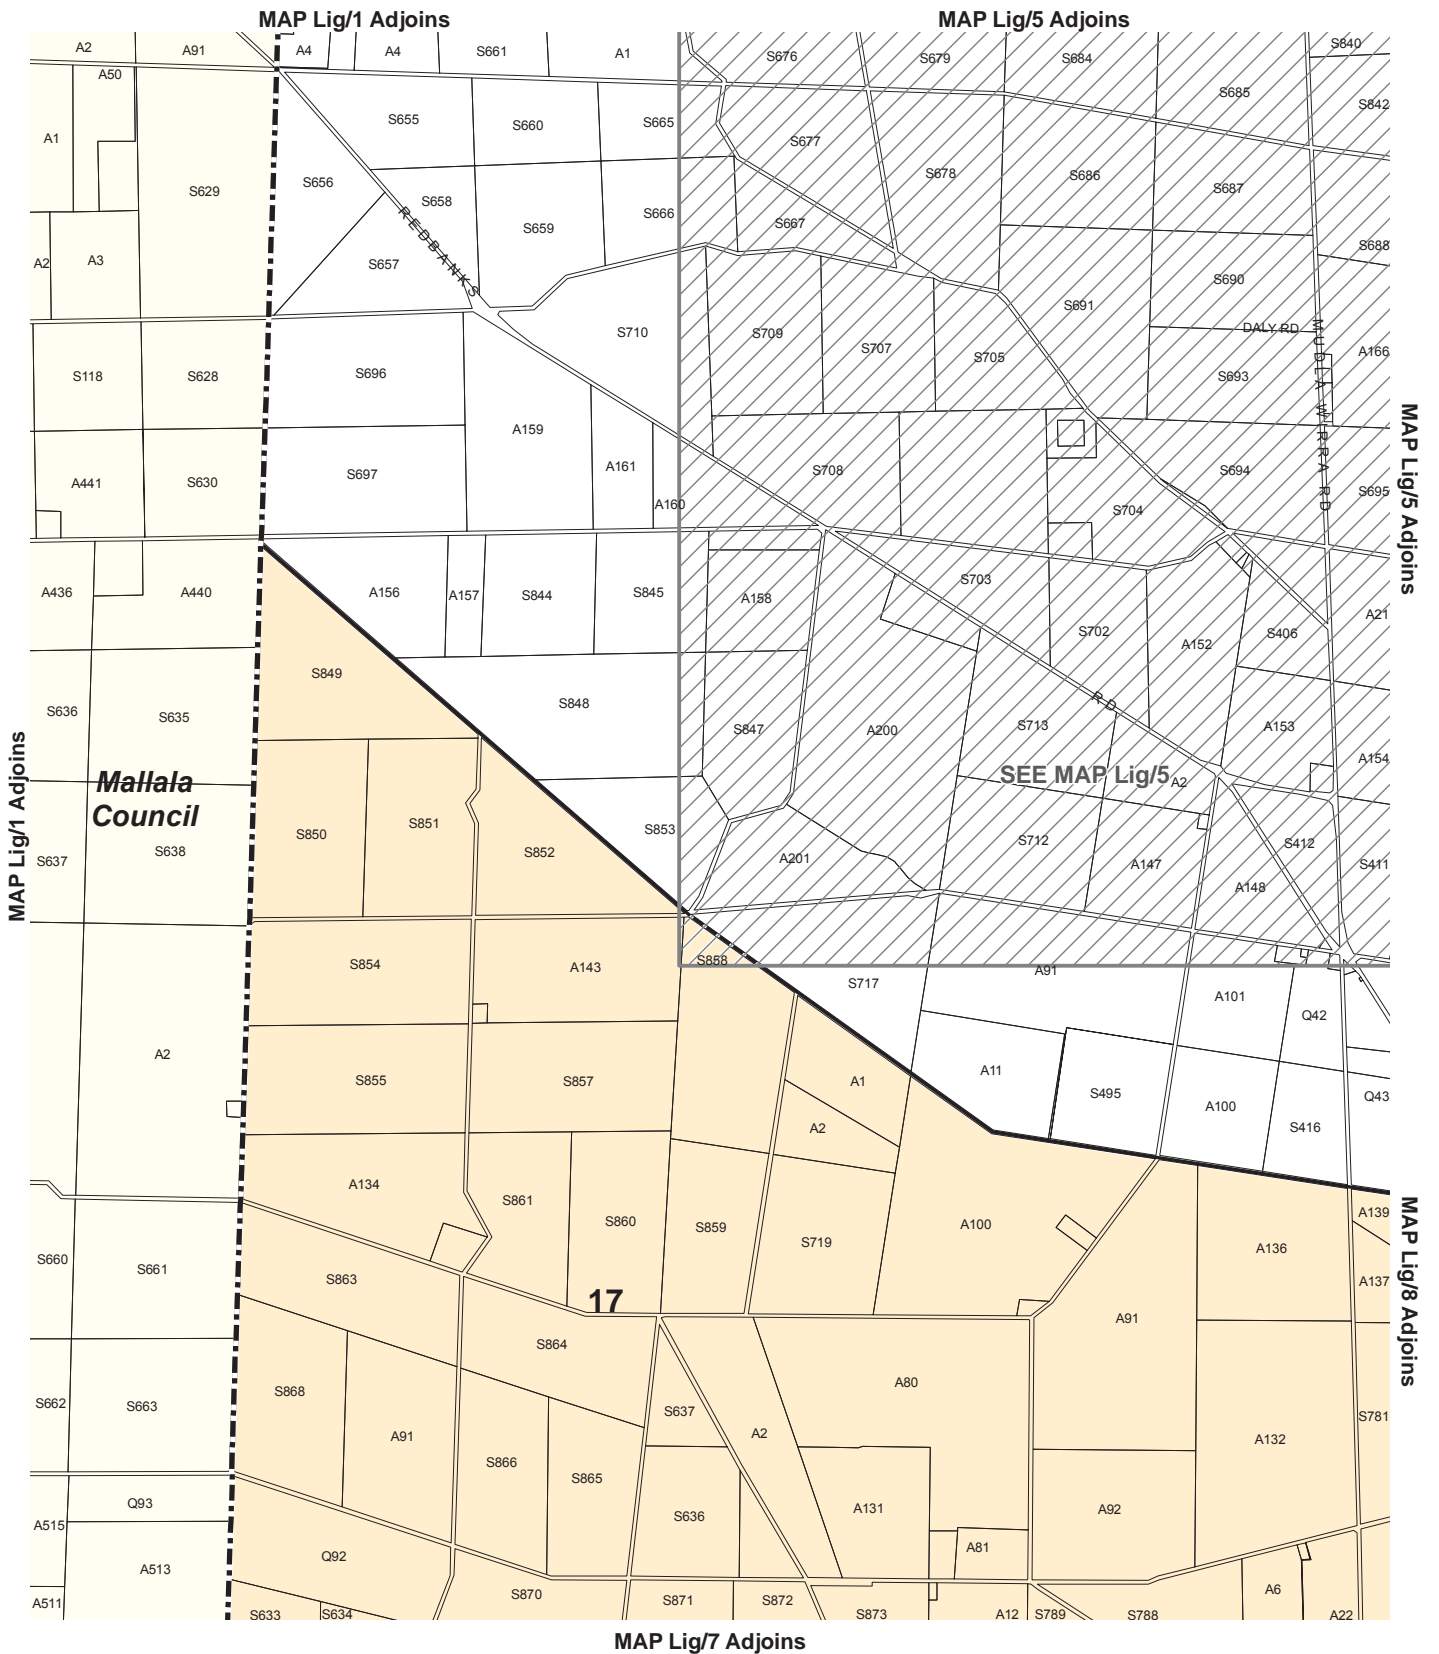 MAP Lig/1 Adjoins
MAP Lig/5 Adjoins
A2
A91
A4
A4
S661
A1
S676
S679
S684
S840
A50
S685
S842
A1
S655
S660
S665
S677
S629
S656
S658
S659
S666
S667
S678
S686
S687
S688
A2
A3
S657
REDBANKS
S690
S691
S710
S709
S707
S705
DALY RD
MUDLA WIRRA RD
A166
S118
S628
S696
S693
A159
A161
A160
S708
S694
S695
A441
S630
S697
S704
MAP Lig/5 Adjoins
A436
A440
A156
A157
S844
S845
A158
S703
S702
A152
S406
A21
S849
S636
S635
S848
S847
A200
S713
RD
A153
A154
Mallala
Council
SEE MAP Lig/5
A2
MAP Lig/1 Adjoins
S637
S638
S850
S851
S852
S853
A201
S712
A147
A148
S412
S411
S854
A143
S858
S717
A91
A101
Q42
A2
S855
S857
A1
A2
A11
S495
A100
S416
Q43
A134
S861
S860
S859
S719
A100
A136
A139
A137
S660
S661
S863
17
MAP Lig/8 Adjoins
S864
A91
S662
S663
S868
A91
S637
A2
A80
A132
S781
S866
S865
Q93
A515
S636
A131
A92
A81
A513
Q92
A511
S633
S634
S870
S871
S872
S873
A12
S789
S788
A6
A22
MAP Lig/7 Adjoins